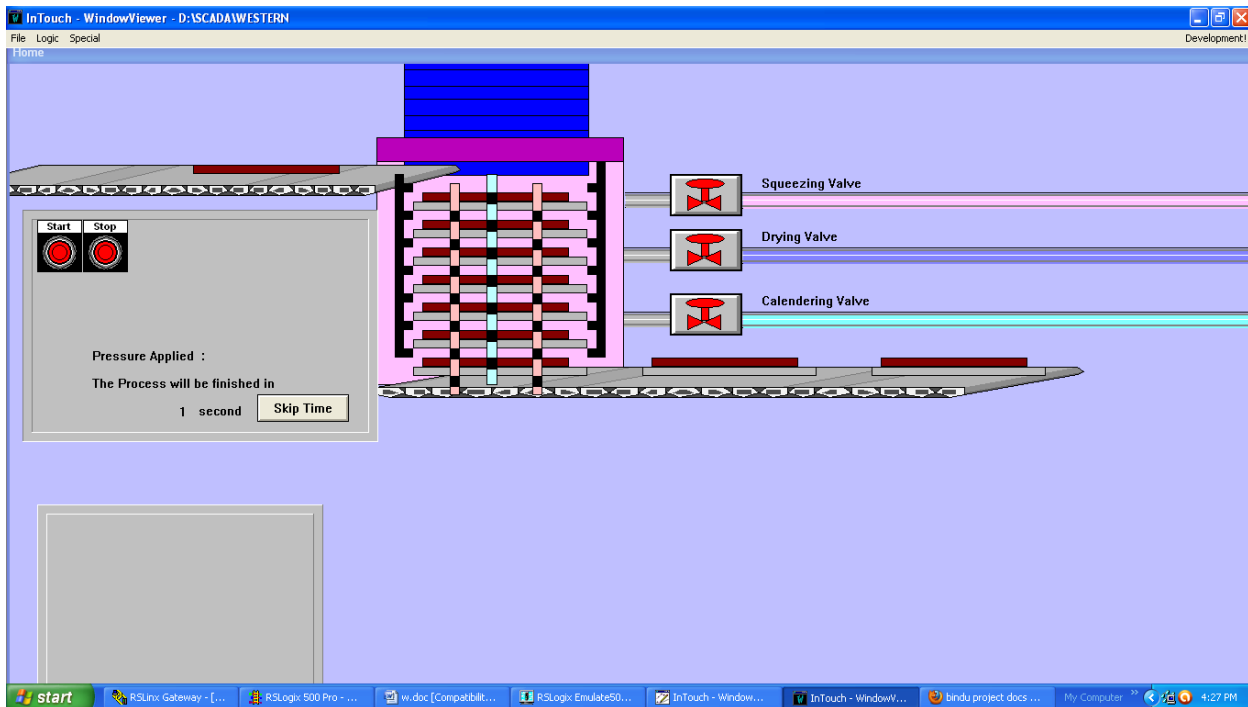 InTouch - WindowViewer - D:\SCADA\WESTERN
File Logic Special Development!
Home
Squeezing Valve
Start Stop
Drying Valve
Calendering Valve
Pressure Applied :
The Process will be finished in
1 second Skip Time
start RSLinx Gateway - [... RSLogix 500 Pro - ... w.doc [Compatibilit... RSLogix Emulate50... InTouch - Window... InTouch - WindowV... bindu project docs ... My Computer » 4:27 PM